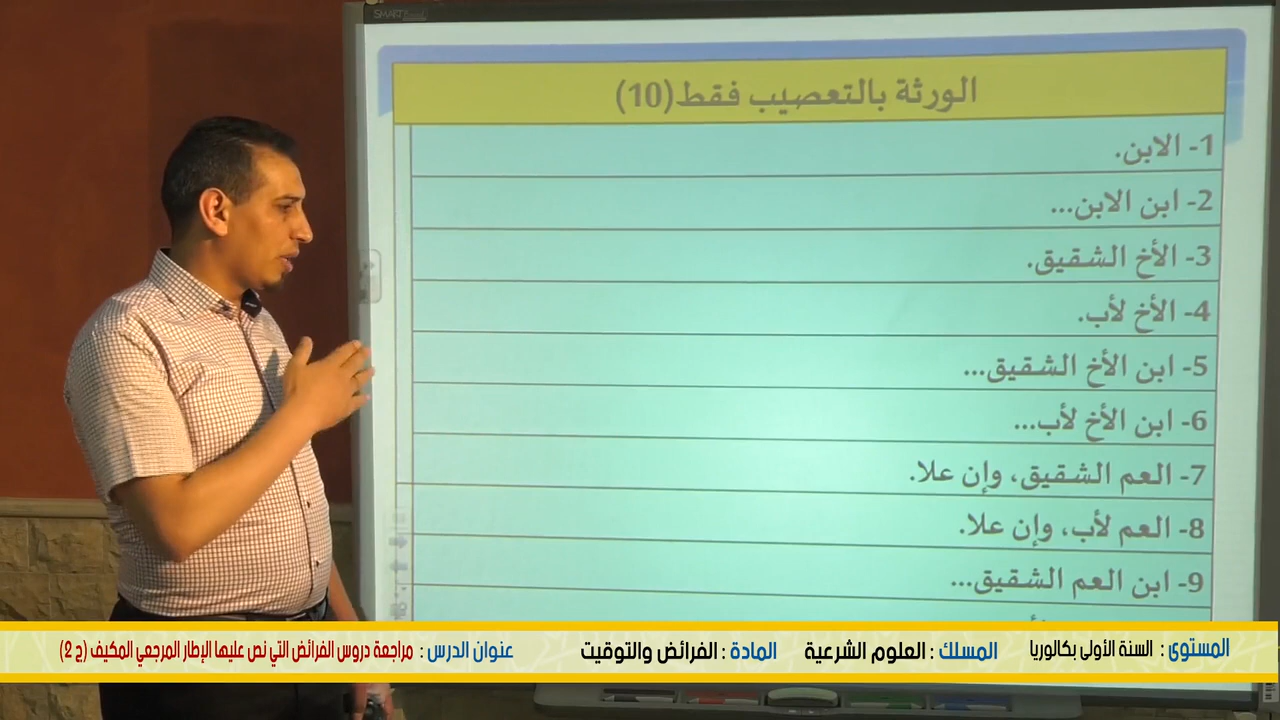 SMART
الورثة بالتعصيب فقط(10)
1- الابن.
2- ابن الابن...
3- الأخ الشقيق.
4- الأخ لأب.
5- ابن الأخ الشقيق...
6- ابن الأخ لأب...
7- العم الشقيق، وإن علا.
8- العم لأب، وإن علا.
9- ابن العم الشقيق...
المستوى : السنة الأولى بكالوريا المسلك : العلوم الشرعية المادة : الفرائض والتوقيت عنوان الدرس : مراجعة دروس الفرائض التي نص عليها الإطار المرجعي المكيف (ج 2)